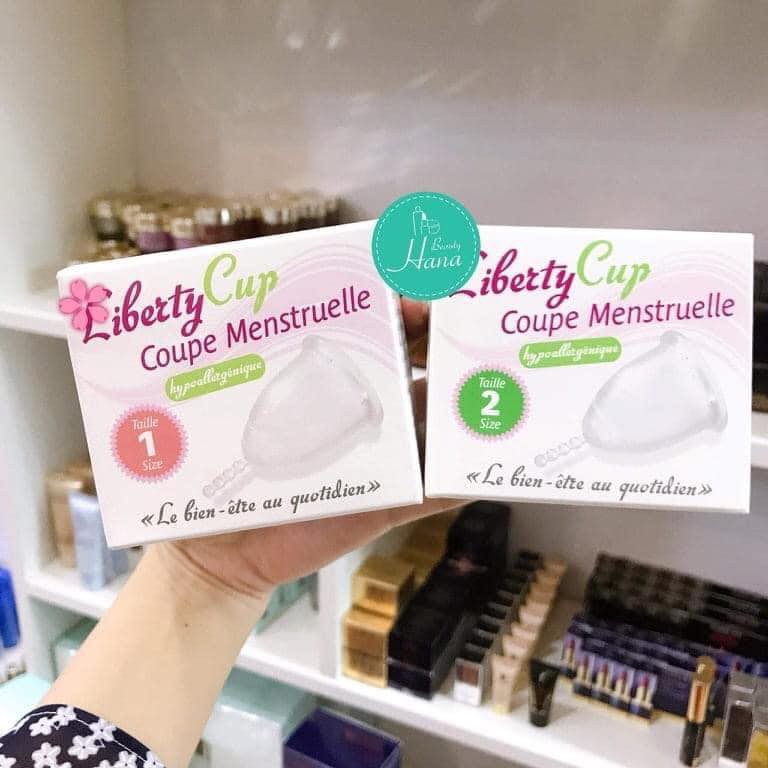 Liberty Cup
Coupe Menstruelle
hypoallergénique
Taille
1
Size
«Le bien-être au quotidien»
Beauty
Hana
Liberty Cup
Coupe Menstruelle
hypoallergénique
Taille
2
Size
«Le bien-être au quotidien»